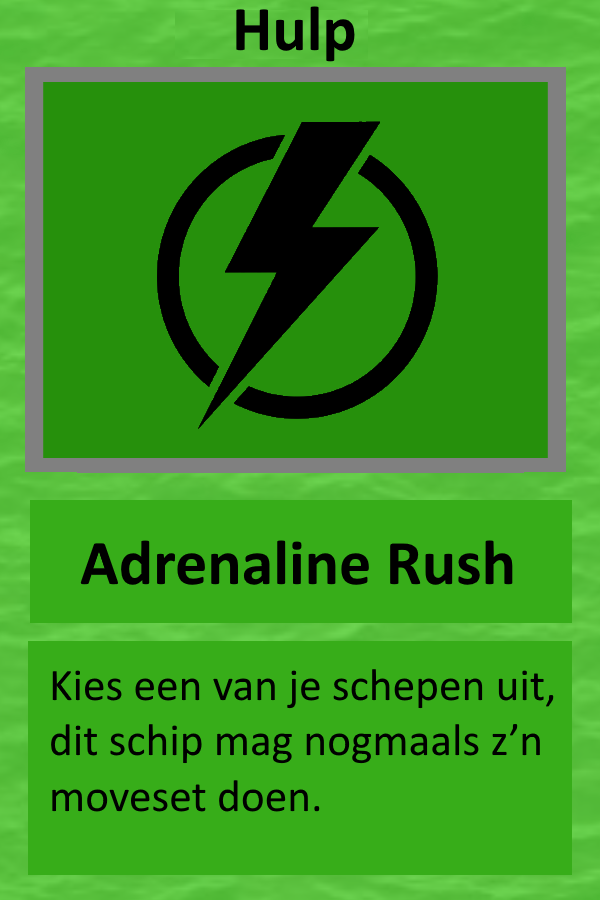 Hulp
Adrenaline Rush
Kies een van je schepen uit,
dit schip mag nogmaals z’n
moveset doen.